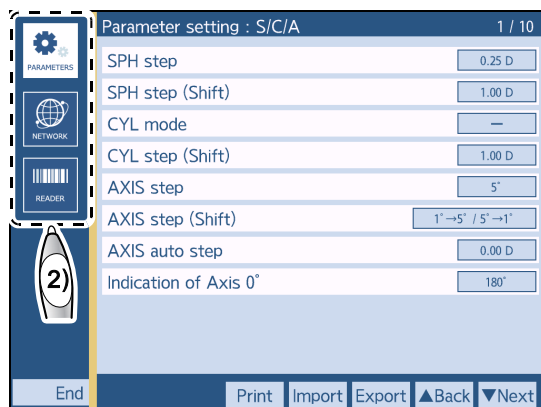 Parameter setting : S/C/A 1 / 10
PARAMETERS
NETWORK
READER
2)
SPH step 0.25 D
SPH step (Shift) 1.00 D
CYL mode —
CYL step (Shift) 1.00 D
AXIS step 5°
AXIS step (Shift) 1°→5° / 5°→1°
AXIS auto step 0.00 D
Indication of Axis 0° 180°
End Print Import Export ▲Back ▼Next